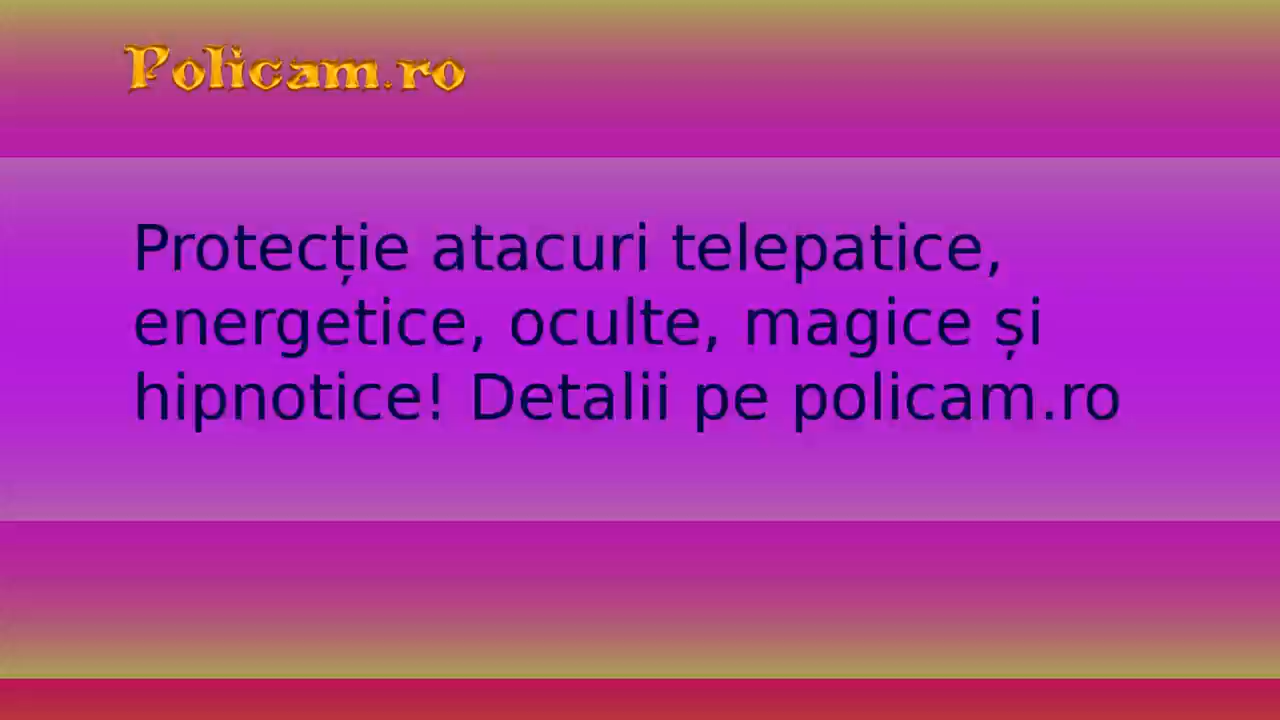 Policam.ro
Protecție atacuri telepatice,
energetice, oculte, magice și
hipnotice! Detalii pe policam.ro